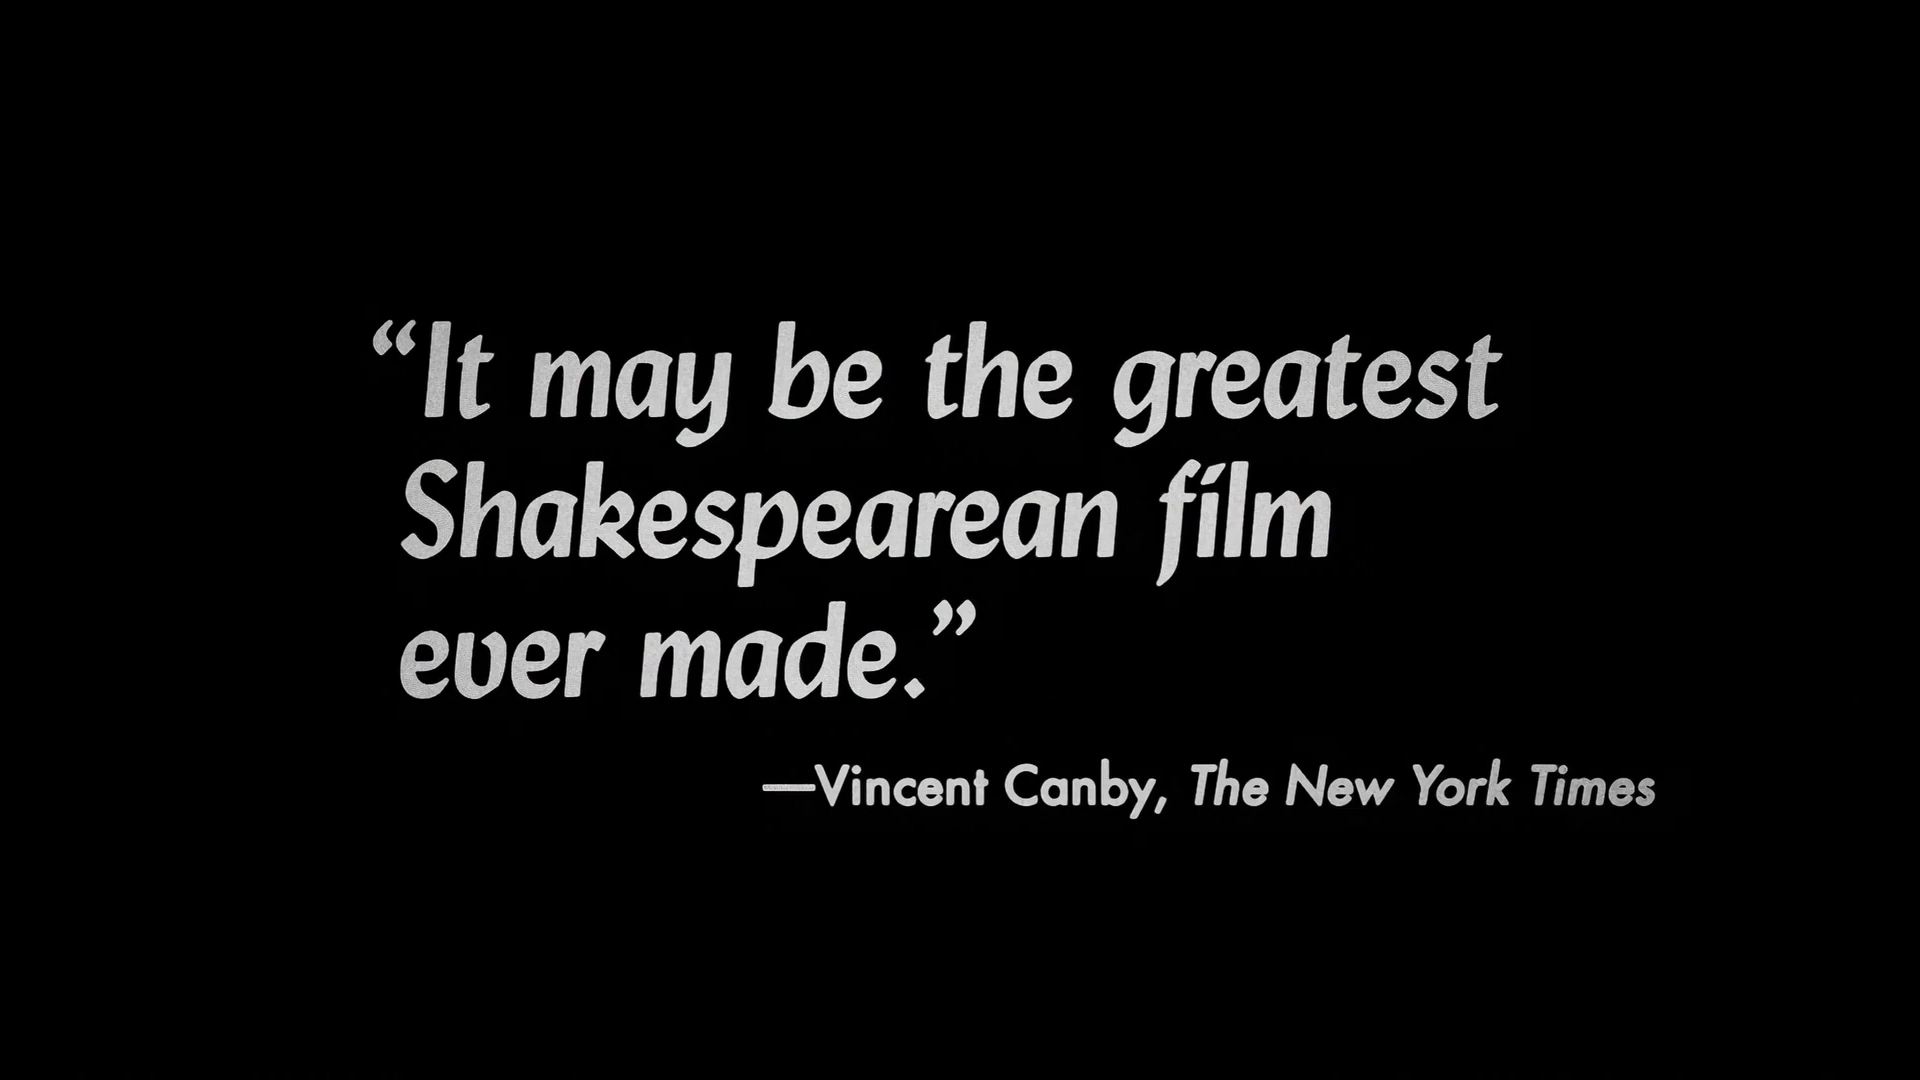 “It may be the greatest
Shakespearean film
ever made.”
—Vincent Canby, The New York Times